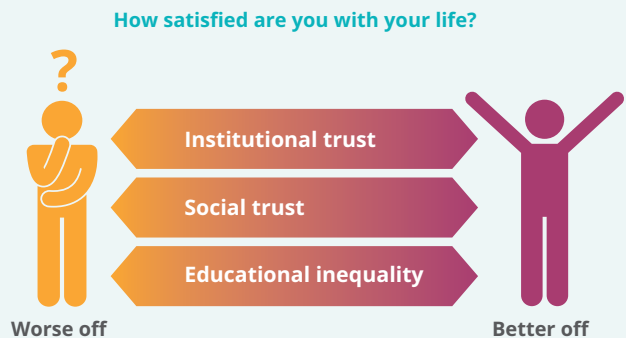 How satisfied are you with your life?
?
Institutional trust
Social trust
Educational inequality
Worse off
Better off